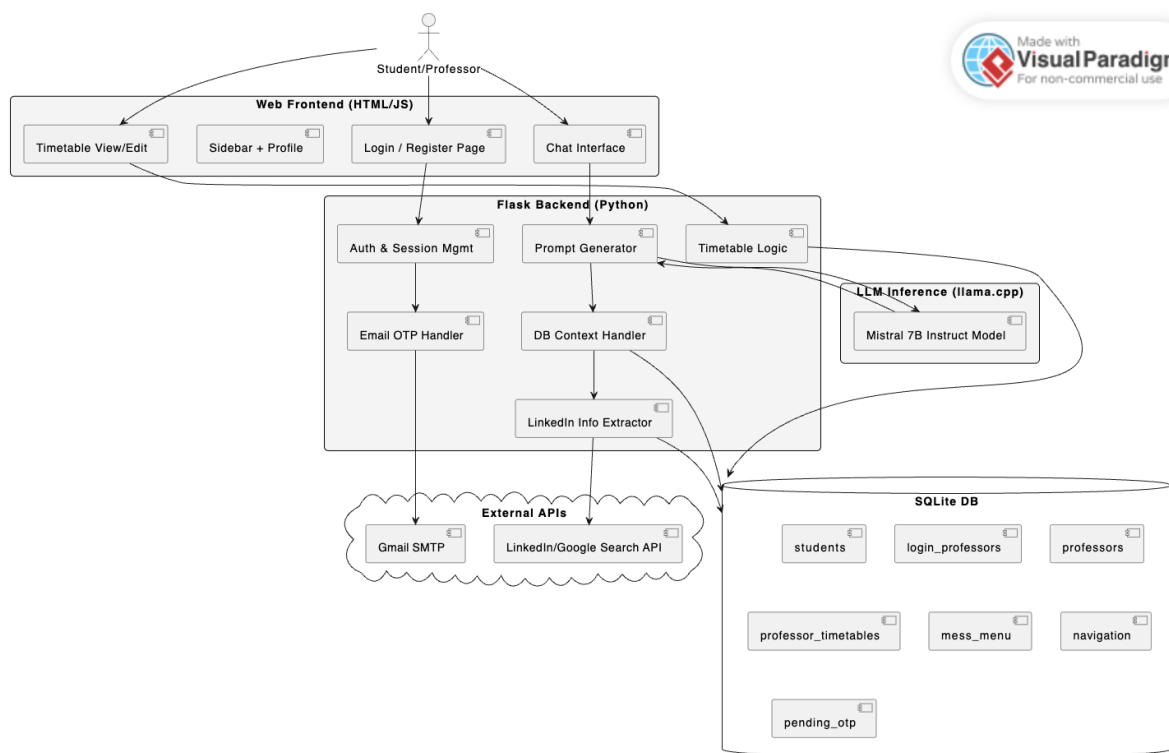 Made with
Visual Paradigm
For non-commercial use
Student/Professor
Web Frontend (HTML/JS)
Timetable View/Edit
Sidebar + Profile
Login / Register Page
Chat Interface
Flask Backend (Python)
Auth & Session Mgmt
Prompt Generator
Timetable Logic
LLM Inference (llama.cpp)
Email OTP Handler
DB Context Handler
Mistral 7B Instruct Model
LinkedIn Info Extractor
External APIs
SQLite DB
Gmail SMTP
LinkedIn/Google Search API
students
login_professors
professors
professor_timetables
mess_menu
navigation
pending_otp